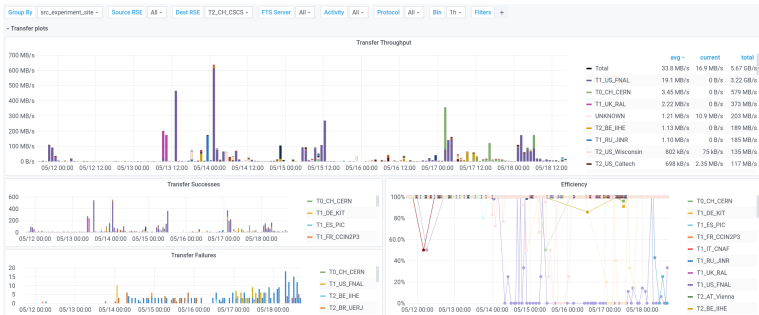 Group By src_experiment_site Source RSE All Dest RSE T2_CH_CSCS FTS Server All Activity All Protocol All Bin 1h Filters +
Transfer plots
Transfer Throughput
700 MB/s
600 MB/s
500 MB/s
400 MB/s
300 MB/s
200 MB/s
100 MB/s
0 B/s
05/12 00:00 05/12 12:00 05/13 00:00 05/13 12:00 05/14 00:00 05/14 12:00 05/15 00:00 05/15 12:00 05/16 00:00 05/16 12:00 05/17 00:00 05/17 12:00 05/18 00:00 05/18 12:00
avg current total
Total 33.8 MB/s 16.9 MB/s 5.67 GB/s
T1_US_FNAL 19.1 MB/s 0 B/s 3.22 GB/s
T0_CH_CERN 3.45 MB/s 0 B/s 579 MB/s
T1_UK_RAL 2.22 MB/s 0 B/s 373 MB/s
UNKNOWN 1.21 MB/s 10.9 MB/s 203 MB/s
T2_BE_IIHE 1.13 MB/s 0 B/s 189 MB/s
T1_RU_JINR 1.10 MB/s 0 B/s 185 MB/s
T2_US_Wisconsin 802 kB/s 75 kB/s 135 MB/s
T2_US_Caltech 698 kB/s 2.35 MB/s 117 MB/s
Transfer Successes
600
400
200
0
05/12 00:00 05/13 00:00 05/14 00:00 05/15 00:00 05/16 00:00 05/17 00:00 05/18 00:00
T0_CH_CERN
T1_DE_KIT
T1_ES_PIC
T1_FR_CCIN2P3
Transfer Failures
20
15
10
5
0
05/12 00:00 05/13 00:00 05/14 00:00 05/15 00:00 05/16 00:00 05/17 00:00 05/18 00:00
T0_CH_CERN
T1_US_FNAL
T2_BE_IIHE
T2_BR_UERJ
Efficiency
100%
80.0%
60.0%
40.0%
20.0%
0%
05/12 00:00 05/13 00:00 05/14 00:00 05/15 00:00 05/16 00:00 05/17 00:00 05/18 00:00
T0_CH_CERN
T1_DE_KIT
T1_ES_PIC
T1_FR_CCIN2P3
T1_IT_CNAF
T1_RU_JINR
T1_UK_RAL
T1_US_FNAL
T2_AT_Vienna
T2_BE_IIHE